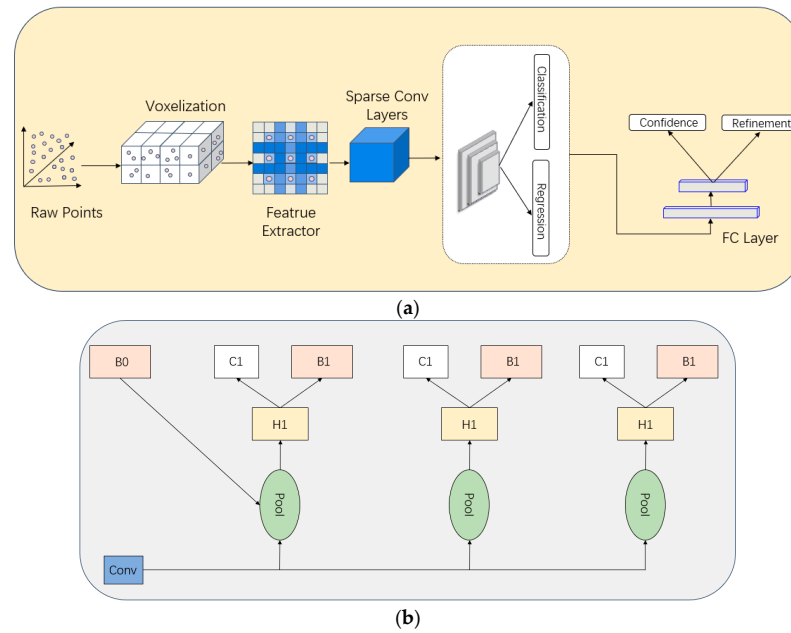 Voxelization
Sparse Conv
Layers
Classification
Regression
Confidence
Refinement
Raw Points
Featrue
Extractor
FC Layer
(a)
B0
C1
B1
C1
B1
C1
B1
H1
H1
H1
Pool
Pool
Pool
Conv
(b)